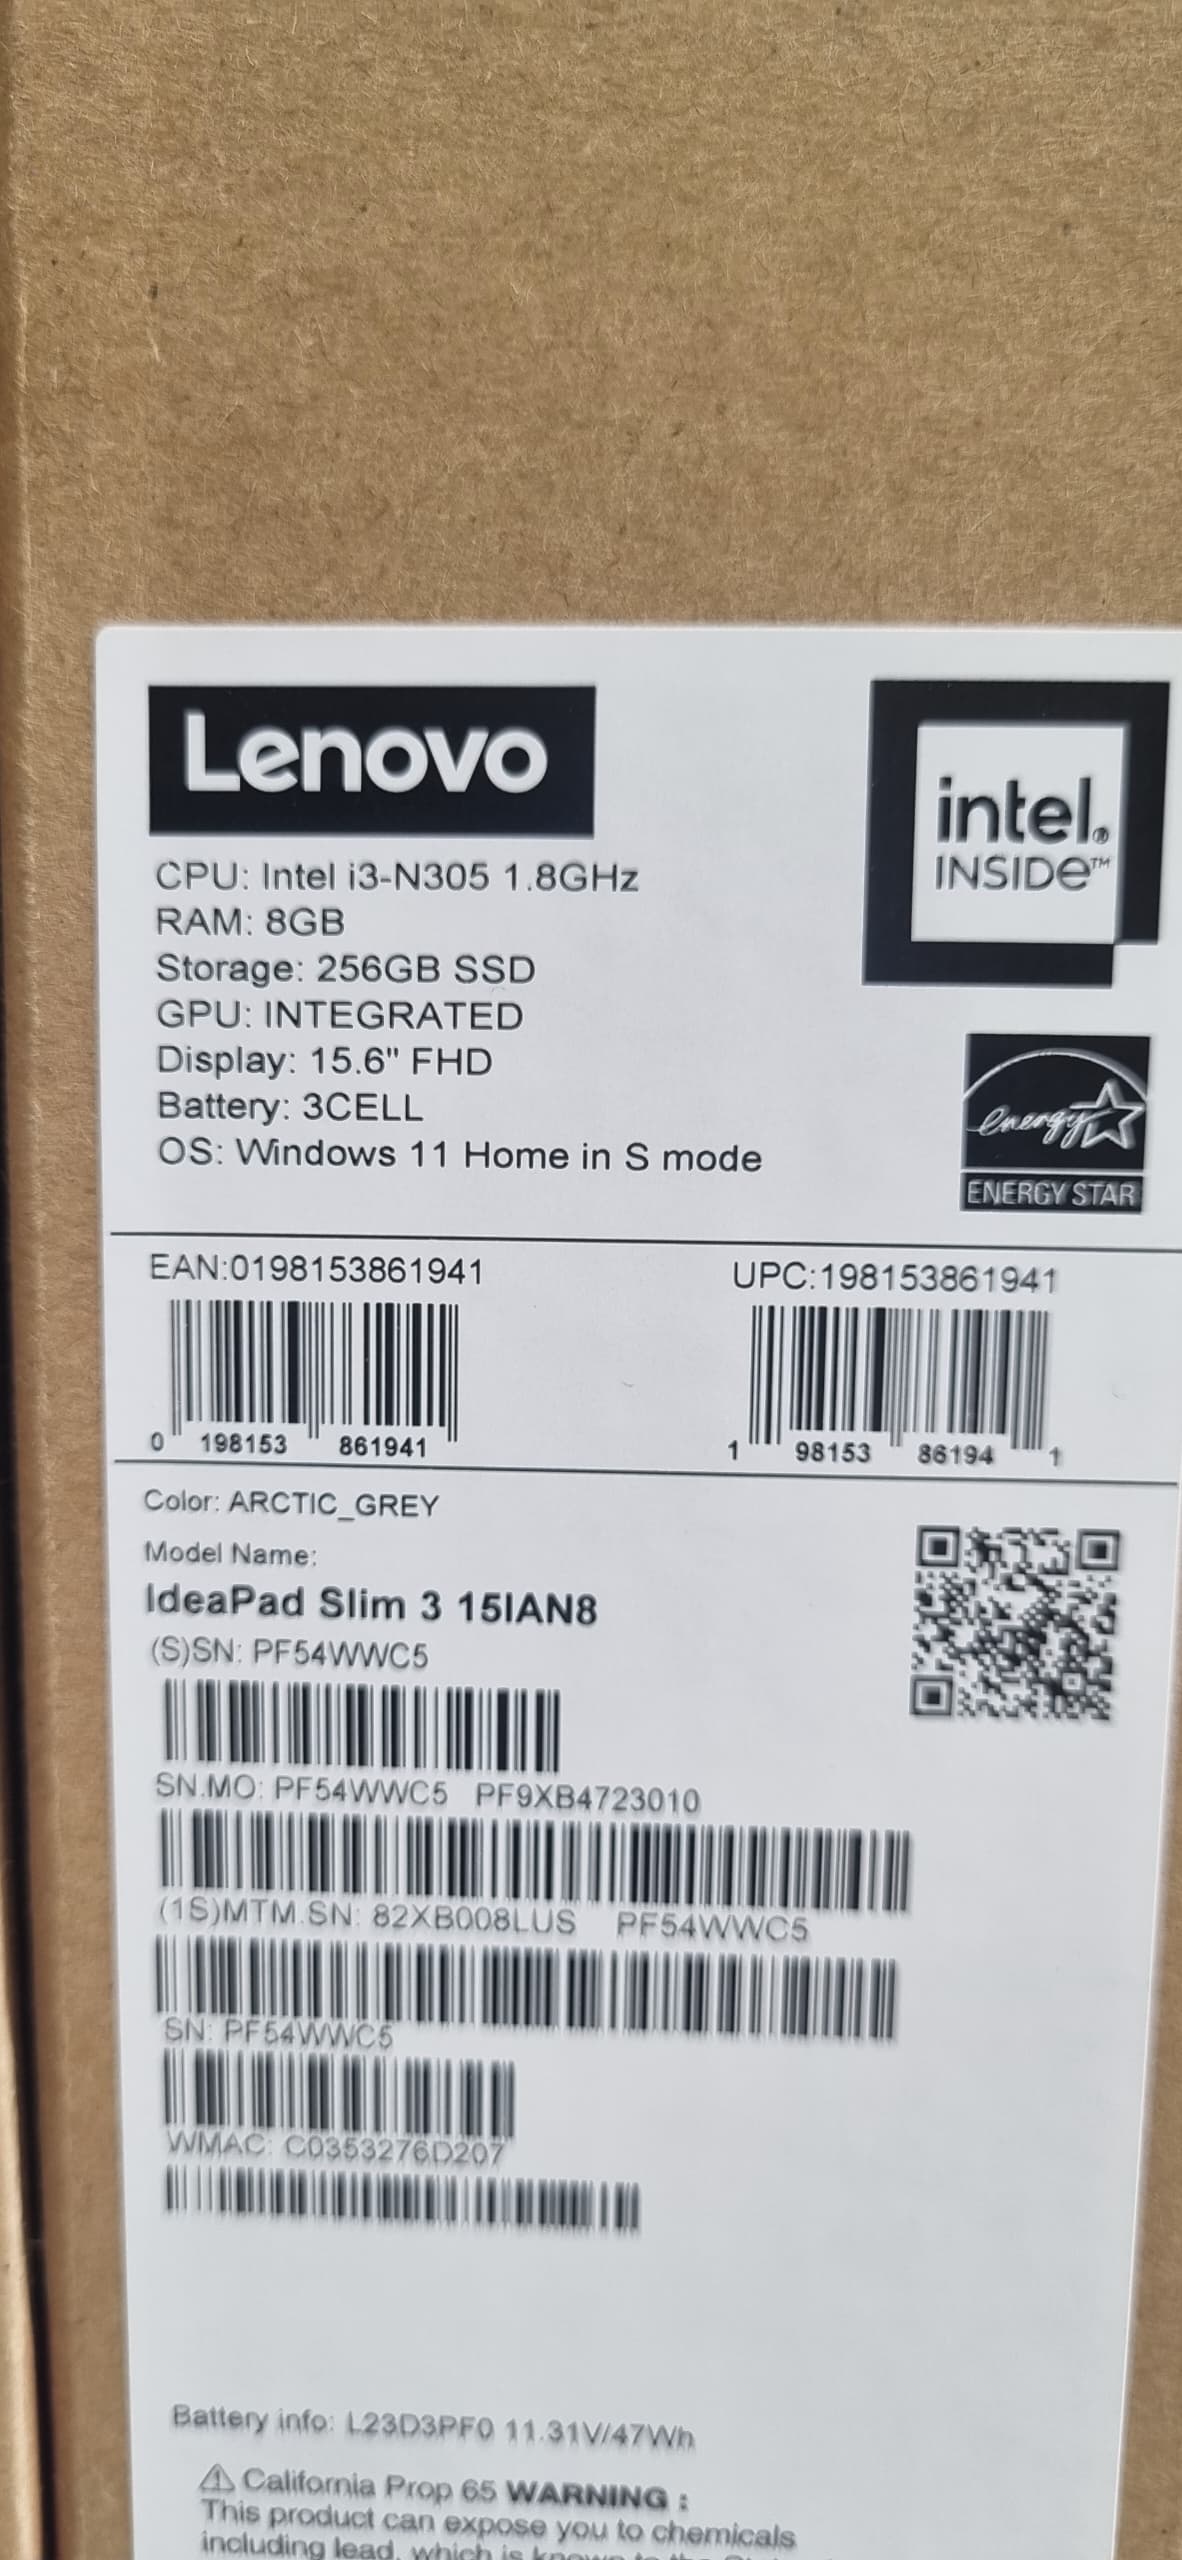 Lenovo
intel®
INSIDE™
CPU: Intel i3-N305 1.8GHz
RAM: 8GB
Storage: 256GB SSD
GPU: INTEGRATED
Display: 15.6" FHD
Battery: 3CELL
OS: Windows 11 Home in S mode
energy
ENERGY STAR
EAN:0198153861941
UPC:198153861941
0 198153 861941
1 98153 86194 1
Color: ARCTIC_GREY
Model Name:
IdeaPad Slim 3 15IAN8
(S)SN: PF54WWC5
SN.MO: PF54WWC5 PF9XB4723010
(1S)MTM.SN: 82XB008LUS PF54WWC5
SN: PF54WWC5
WMAC: C0353276D207
Battery info: L23D3PF0 11.31V/47Wh
⚠ California Prop 65 WARNING :
This product can expose you to chemicals
including lead, which is